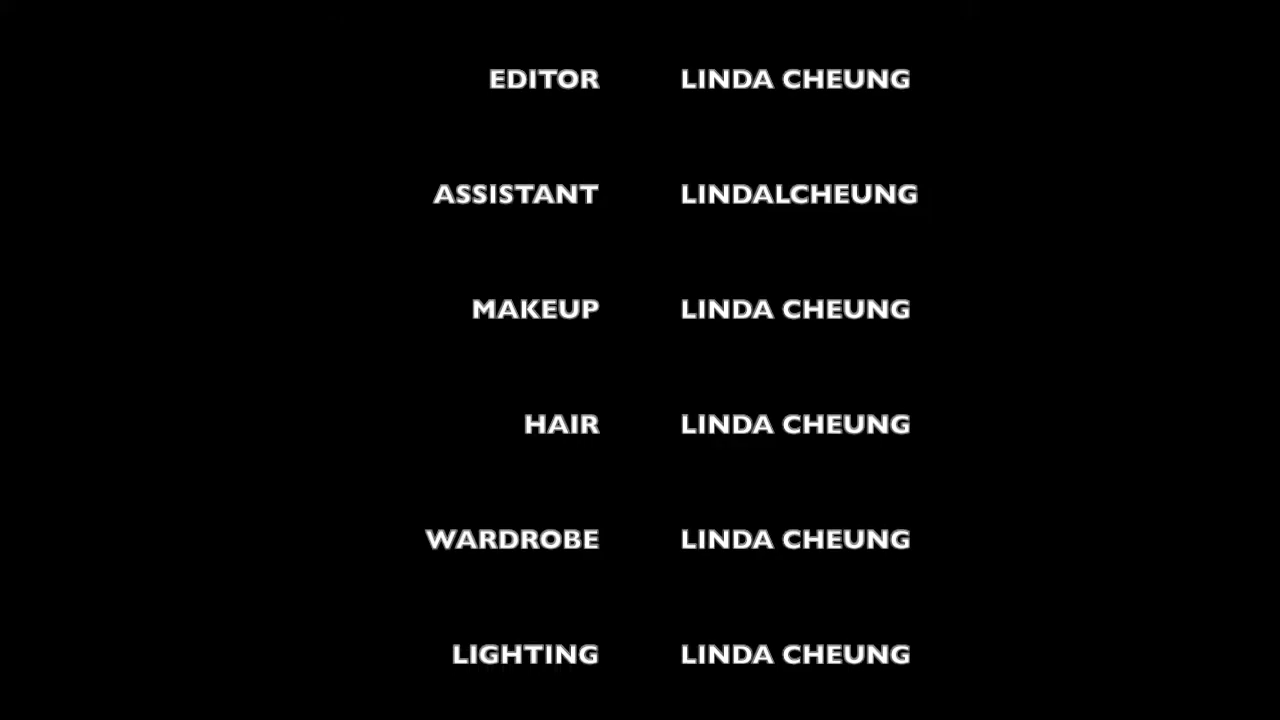 EDITOR LINDA CHEUNG
ASSISTANT LINDALCHEUNG
MAKEUP LINDA CHEUNG
HAIR LINDA CHEUNG
WARDROBE LINDA CHEUNG
LIGHTING LINDA CHEUNG